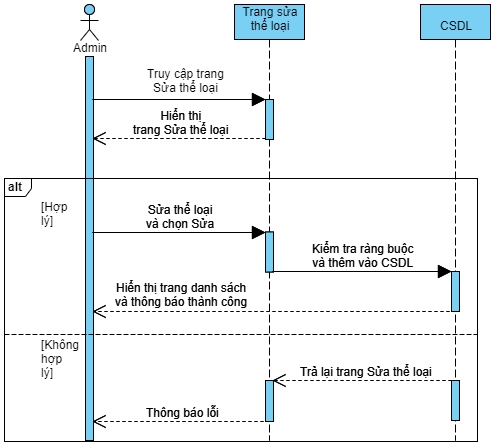 Trang sửa
thể loại
CSDL
Admin
Truy cập trang
Sửa thể loại
Hiển thị
trang Sửa thể loại
alt
[Hợp
lý]
Sửa thể loại
và chọn Sửa
Kiểm tra ràng buộc
và thêm vào CSDL
Hiển thị trang danh sách
và thông báo thành công
[Không
hợp
lý]
Trả lại trang Sửa thể loại
Thông báo lỗi